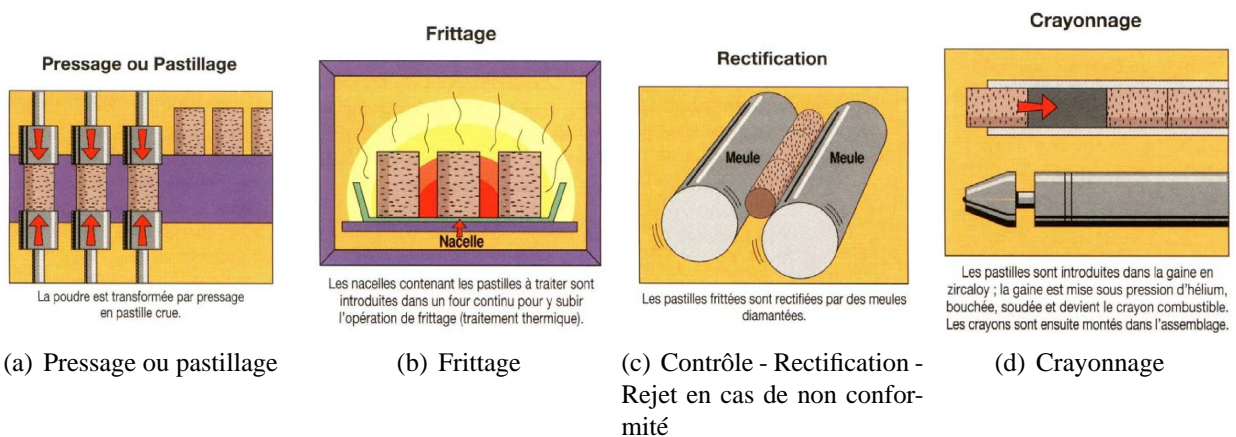 Pressage ou Pastillage
La poudre est transformée par pressage
en pastille crue.
(a) Pressage ou pastillage
Frittage
Nacelle
Les nacelles contenant les pastilles à traiter sont
introduites dans un four continu pour y subir
l'opération de frittage (traitement thermique).
(b) Frittage
Rectification
Meule
Meule
Les pastilles frittées sont rectifiées par des meules
diamantées.
(c) Contrôle - Rectification -
Rejet en cas de non confor-
mité
Crayonnage
Les pastilles sont introduites dans la gaine en
zircaloy ; la gaine est mise sous pression d'hélium,
bouchée, soudée et devient le crayon combustible.
Les crayons sont ensuite montés dans l'assemblage.
(d) Crayonnage